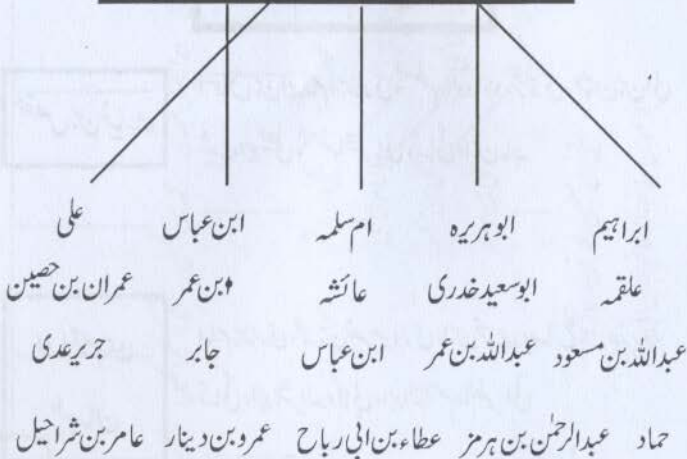 ابراہیم ابوہریرہ ام سلمہ ابن عباس علی
علقمہ ابوسعید خدری عائشہ ابن عمر عمران بن حصین
عبداللہ بن مسعود عبداللہ بن عمر ابن عباس جابر جریر عدی
حماد عبدالرحمٰن بن ہرمز عطاء بن ابی رباح عمرو بن دینار عامر بن شراحیل